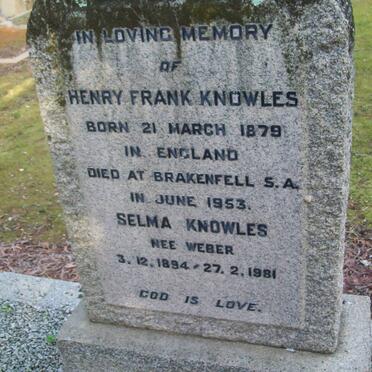 IN LOVING MEMORY
OF
HENRY FRANK KNOWLES
BORN 21 MARCH 1879
IN ENGLAND
DIED AT BRAKENFELL S.A.
IN JUNE 1953.
SELMA KNOWLES
NEE WEBER
3.12.1894 - 27.2.1981
GOD IS LOVE.